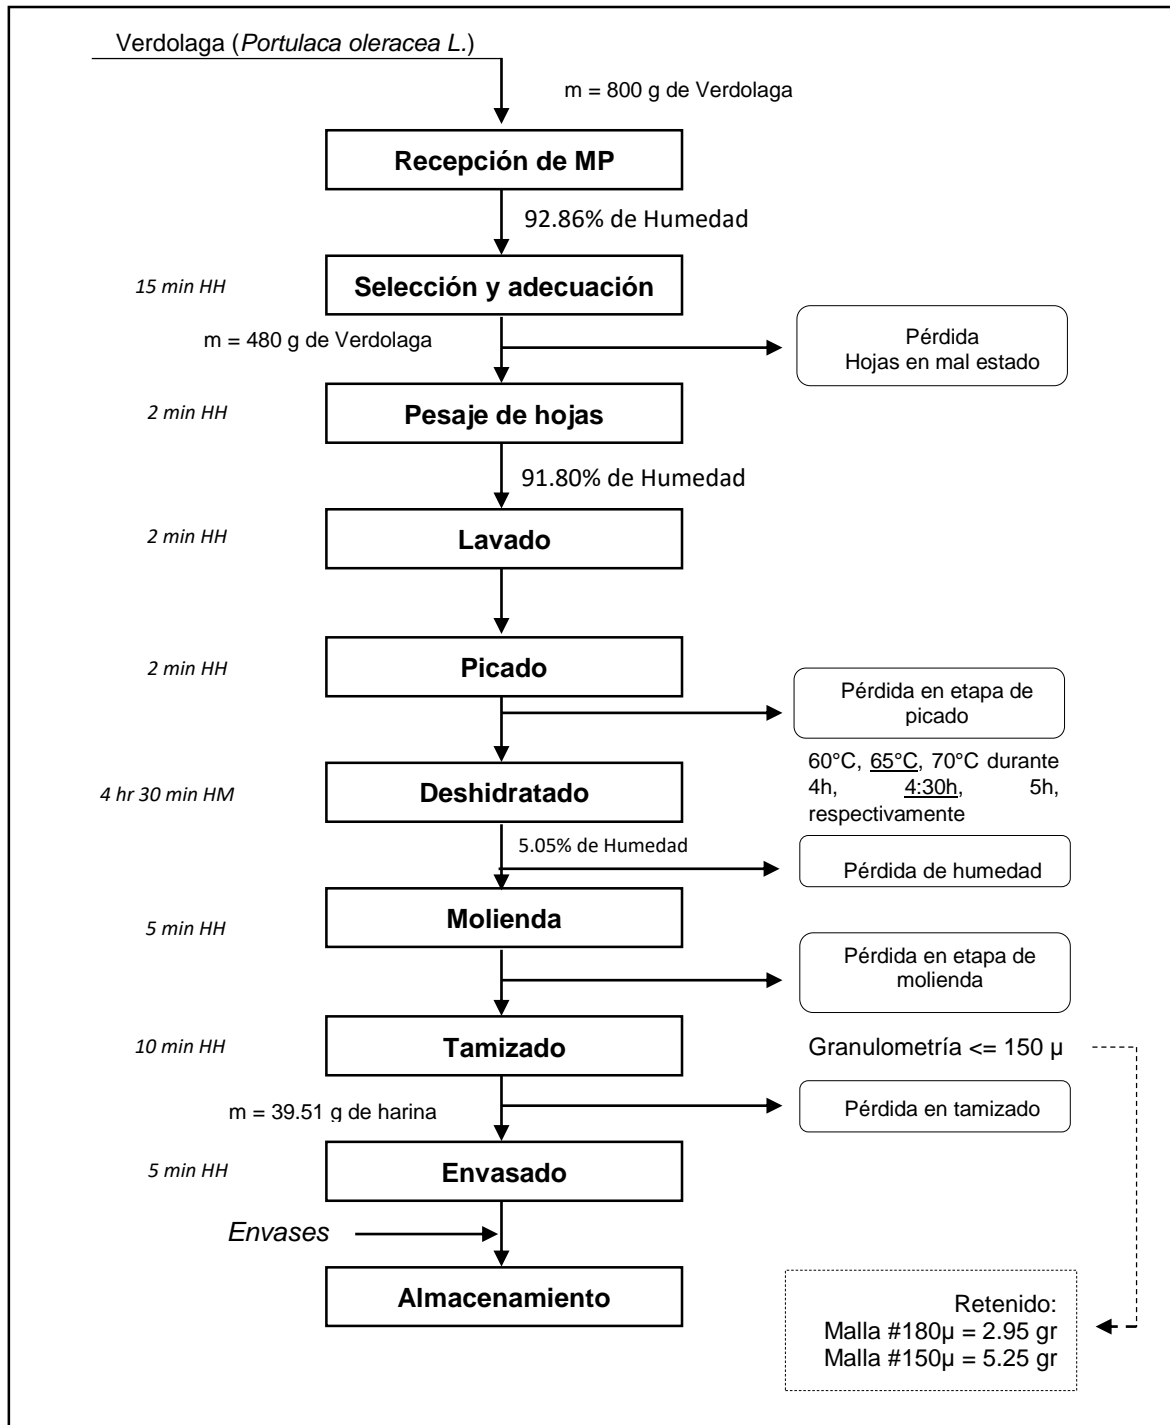 Verdolaga (Portulaca oleracea L.)
m = 800 g de Verdolaga
Recepción de MP
92.86% de Humedad
15 min HH
Selección y adecuación
m = 480 g de Verdolaga
Pérdida
Hojas en mal estado
2 min HH
Pesaje de hojas
91.80% de Humedad
2 min HH
Lavado
2 min HH
Picado
Pérdida en etapa de
picado
60°C, 65°C, 70°C durante
4h, 4:30h, 5h,
respectivamente
4 hr 30 min HM
Deshidratado
5.05% de Humedad
Pérdida de humedad
5 min HH
Molienda
Pérdida en etapa de
molienda
10 min HH
Tamizado
Granulometría <= 150 µ
m = 39.51 g de harina
Pérdida en tamizado
5 min HH
Envasado
Envases
Almacenamiento
Retenido:
Malla #180µ = 2.95 gr
Malla #150µ = 5.25 gr